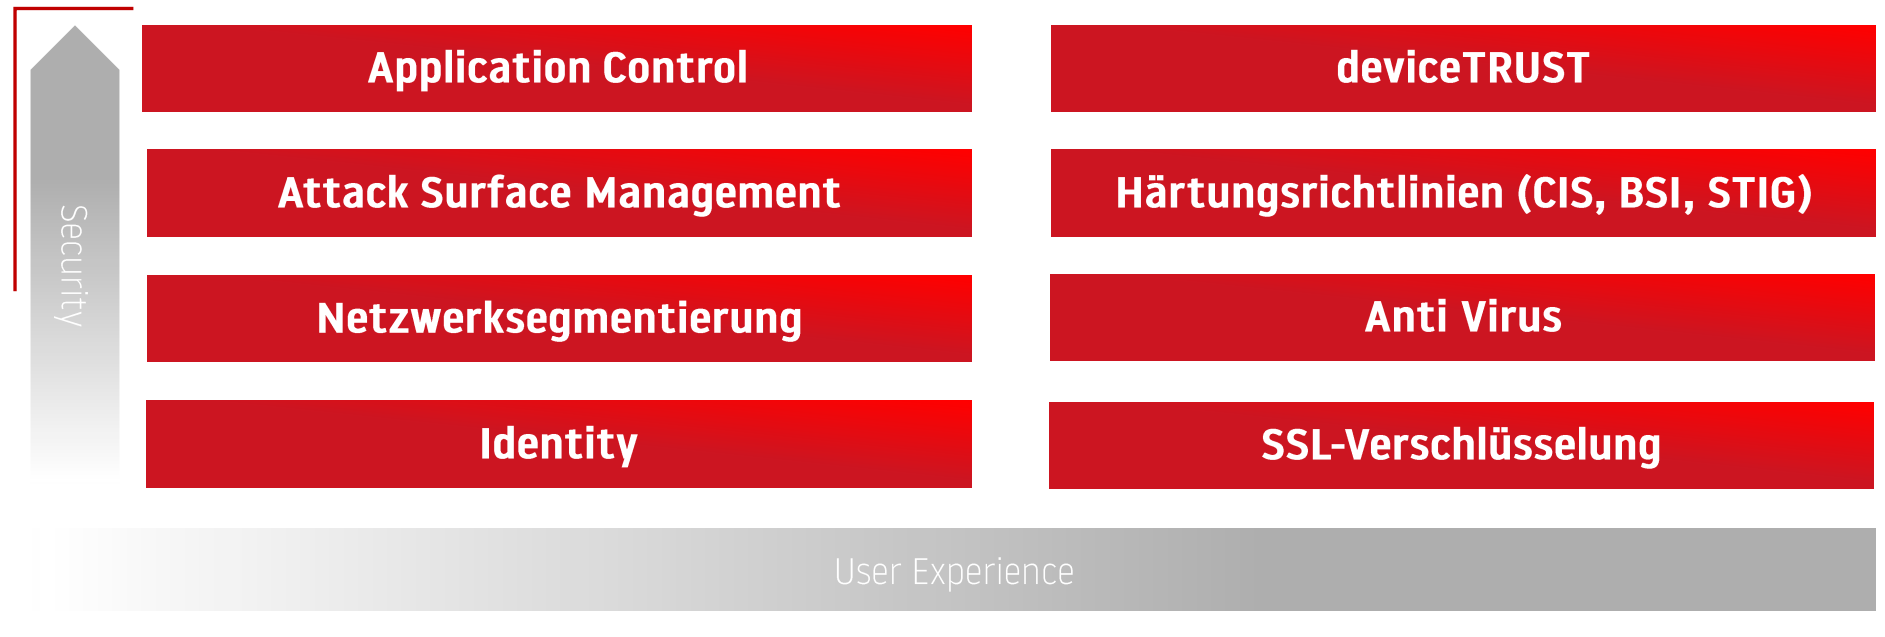 Application Control
deviceTRUST
Attack Surface Management
Härtungsrichtlinien (CIS, BSI, STIG)
Security
Netzwerksegmentierung
Anti Virus
Identity
SSL-Verschlüsselung
User Experience